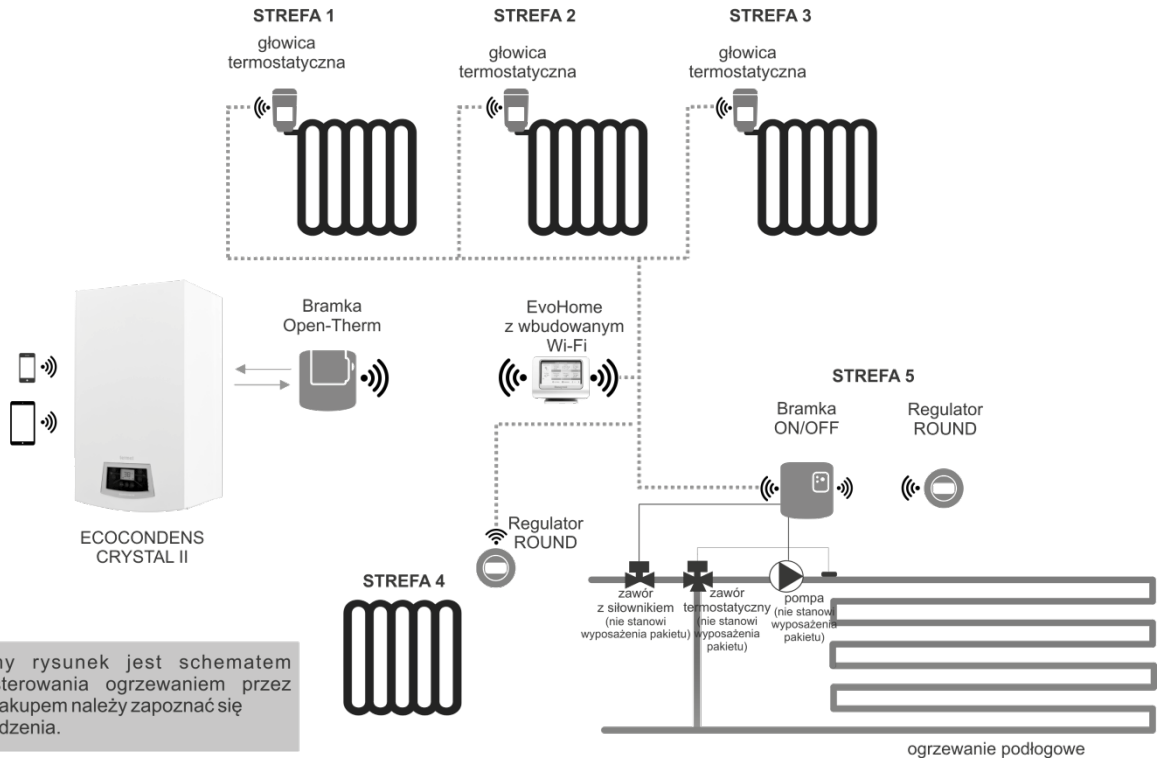 STREFA 1
głowica
termostatyczna
STREFA 2
głowica
termostatyczna
STREFA 3
głowica
termostatyczna
Bramka
Open-Therm
EvoHome
z wbudowanym
Wi-Fi
ECOCONDENS
CRYSTAL II
STREFA 5
Bramka
ON/OFF
Regulator
ROUND
Regulator
ROUND
STREFA 4
zawór
z siłownikiem
(nie stanowi
wyposażenia pakietu)
zawór
termostatyczny
(nie stanowi
wyposażenia
pakietu)
pompa
(nie stanowi
wyposażenia
pakietu)
ny rysunek jest schematem
sterowania ogrzewaniem przez
akupem należy zapoznać się
dzenia.
ogrzewanie podłogowe